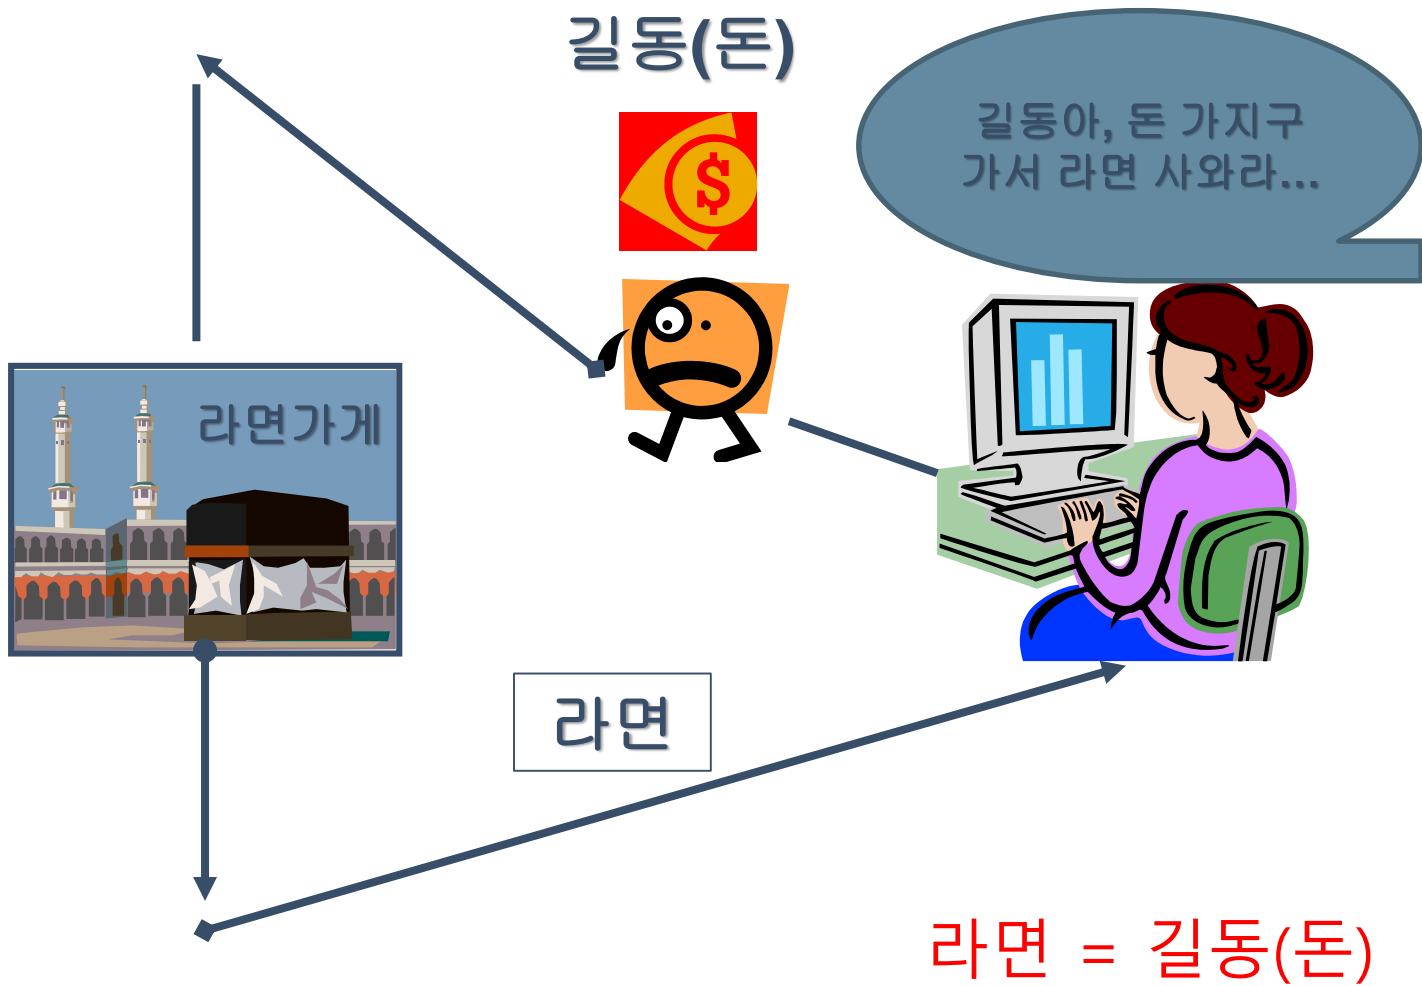 길동(돈)
길동아, 돈 가지구
가서 라면 사와라...
$
라면가게
라면
라면 = 길동(돈)